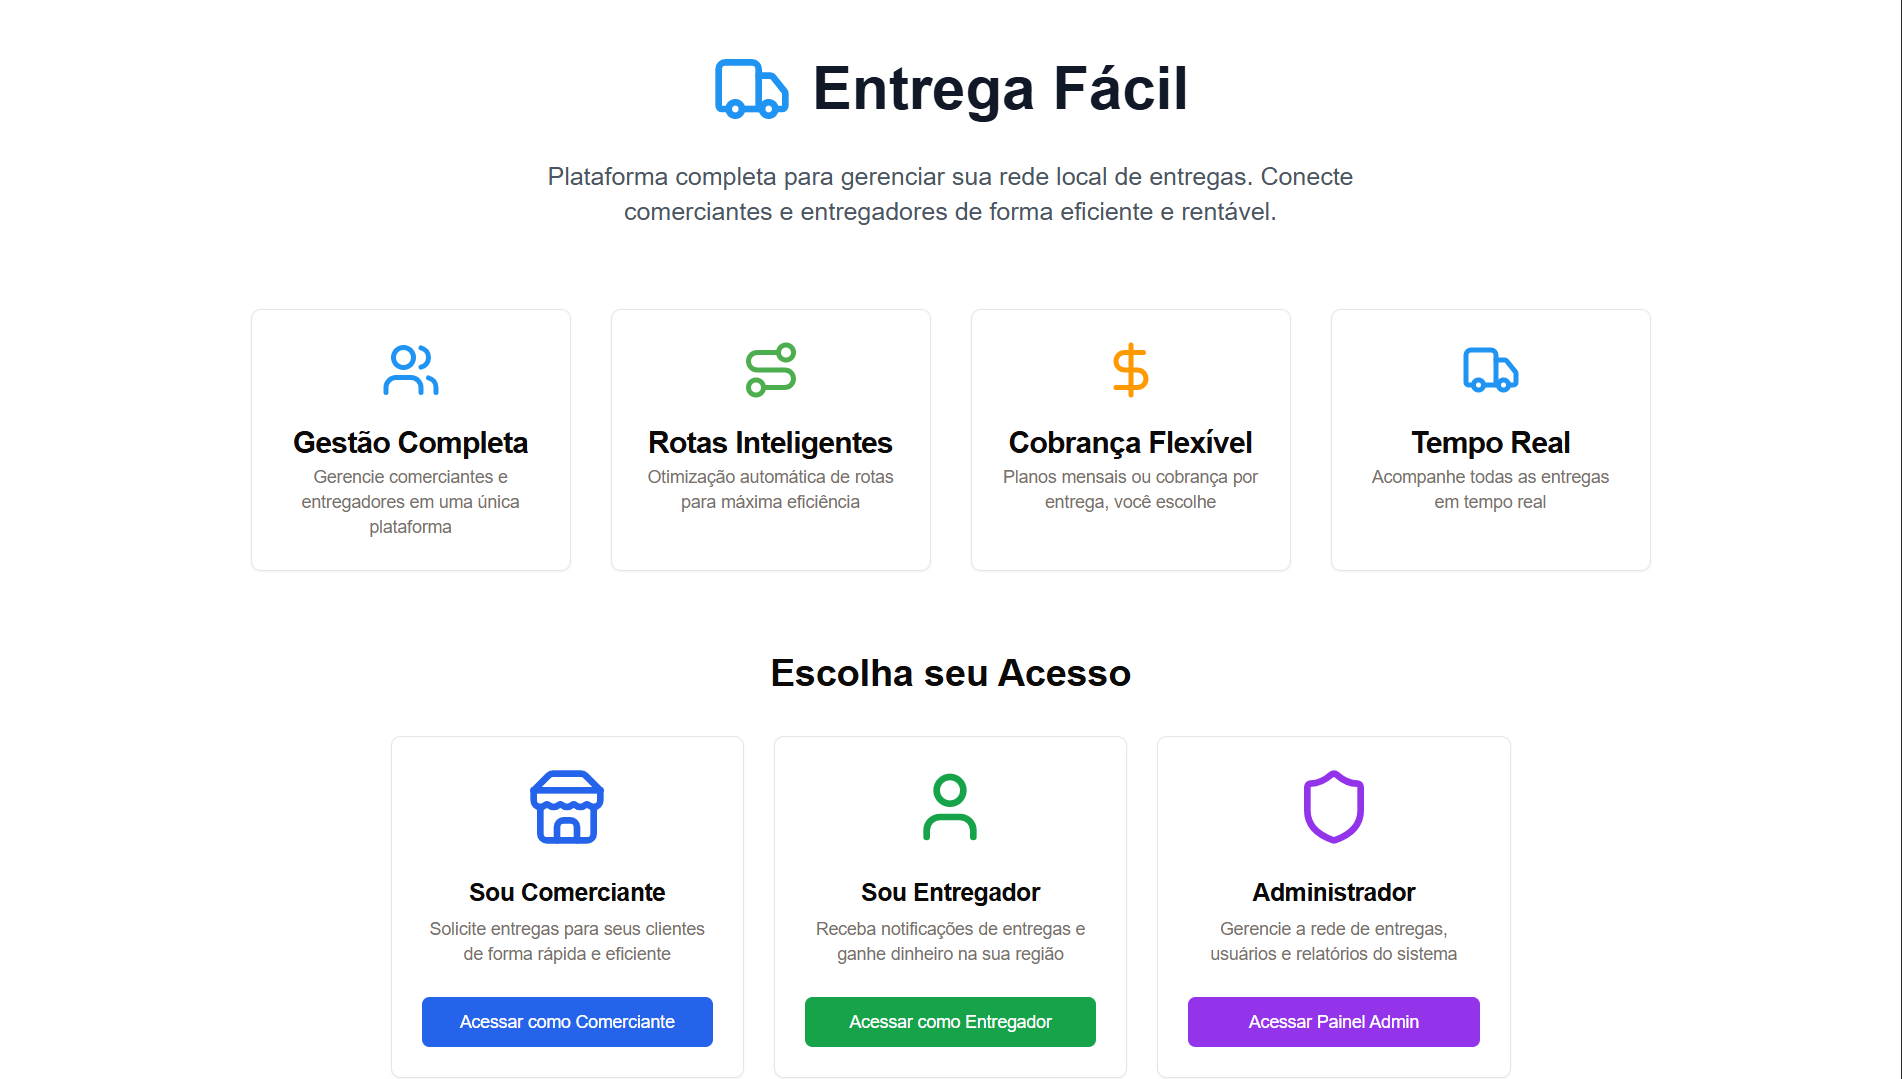 Entrega Fácil
Plataforma completa para gerenciar sua rede local de entregas. Conecte
comerciantes e entregadores de forma eficiente e rentável.
Gestão Completa
Gerencie comerciantes e
entregadores em uma única
plataforma
Rotas Inteligentes
Otimização automática de rotas
para máxima eficiência
Cobrança Flexível
Planos mensais ou cobrança por
entrega, você escolhe
Tempo Real
Acompanhe todas as entregas
em tempo real
Escolha seu Acesso
Sou Comerciante
Solicite entregas para seus clientes
de forma rápida e eficiente
Acessar como Comerciante
Sou Entregador
Receba notificações de entregas e
ganhe dinheiro na sua região
Acessar como Entregador
Administrador
Gerencie a rede de entregas,
usuários e relatórios do sistema
Acessar Painel Admin